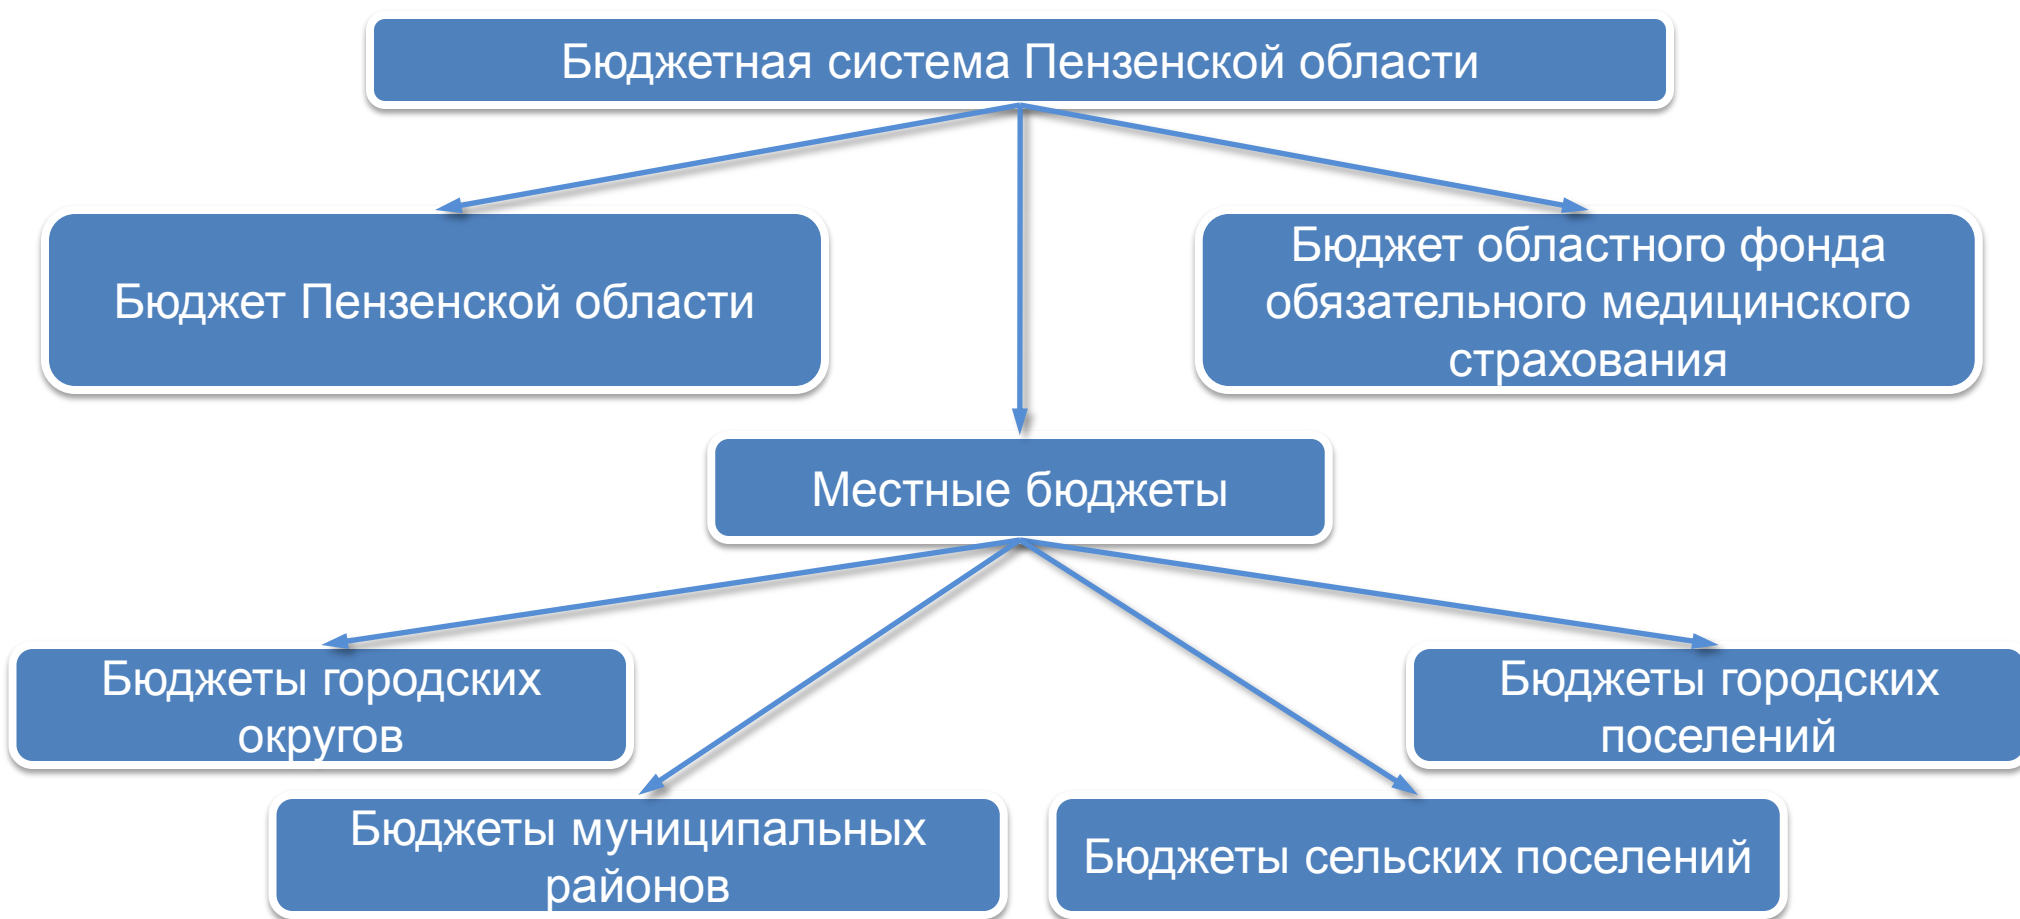 Бюджетная система Пензенской области
Бюджет Пензенской области
Бюджет областного фонда
обязательного медицинского
страхования
Местные бюджеты
Бюджеты городских
округов
Бюджеты городских
поселений
Бюджеты муниципальных
районов
Бюджеты сельских поселений